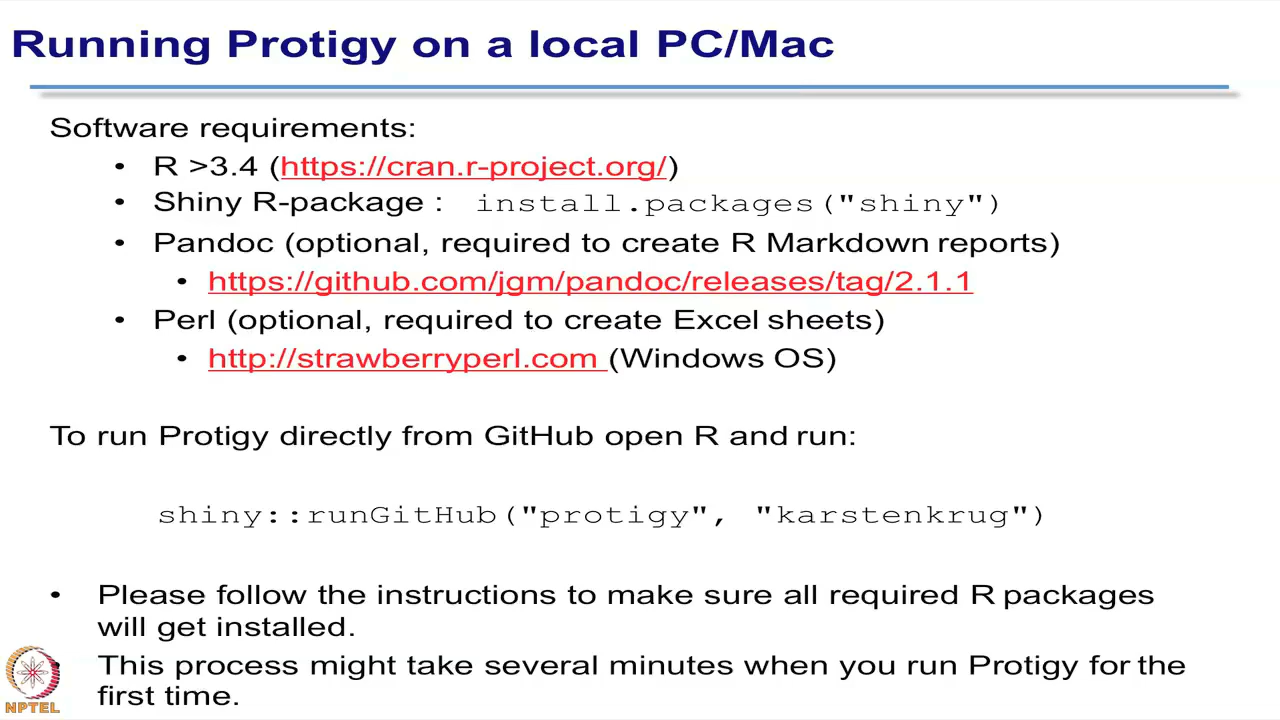 Running Protigy on a local PC/Mac
Software requirements:
• R >3.4 (https://cran.r-project.org/)
• Shiny R-package : install.packages("shiny")
• Pandoc (optional, required to create R Markdown reports)
• https://github.com/jgm/pandoc/releases/tag/2.1.1
• Perl (optional, required to create Excel sheets)
• http://strawberryperl.com (Windows OS)
To run Protigy directly from GitHub open R and run:
shiny::runGitHub("protigy", "karstenkrug")
• Please follow the instructions to make sure all required R packages
will get installed.
• This process might take several minutes when you run Protigy for the
first time.
NPTEL